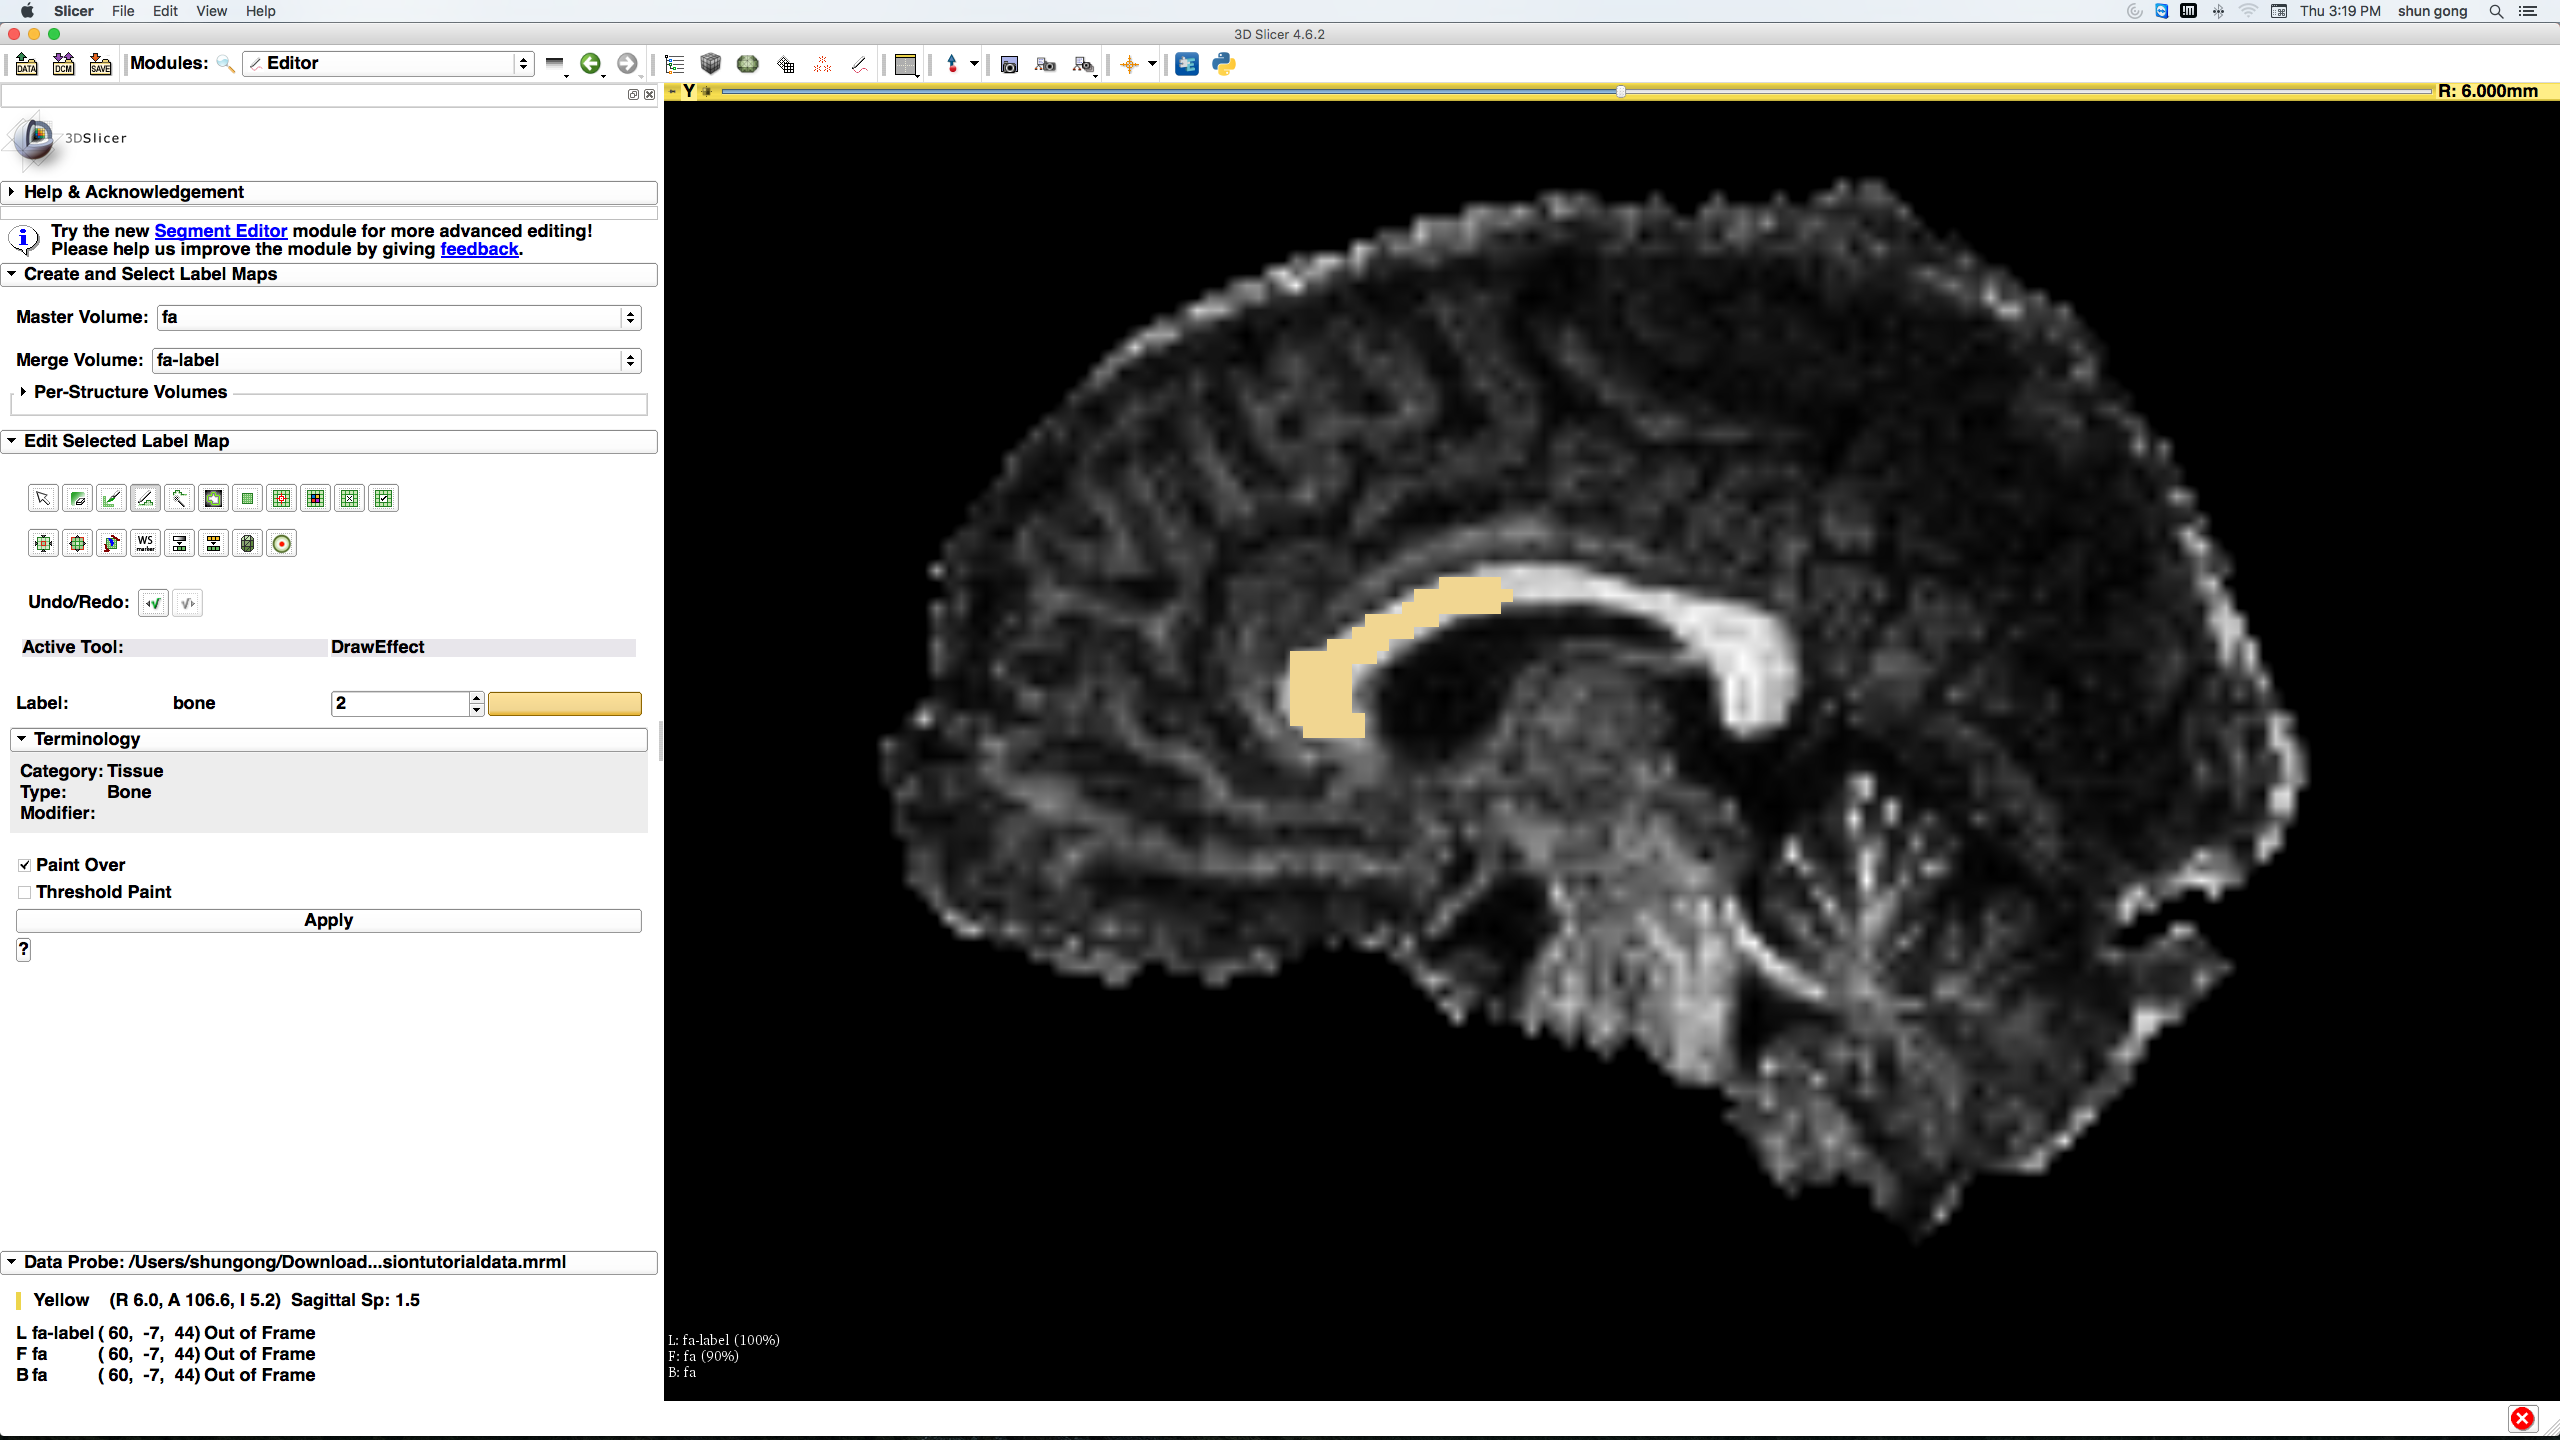 Slicer File Edit View Help Thu 3:19 PM shun gong
3D Slicer 4.6.2
DATA DCM SAVE Modules: Editor
Y R: 6.000mm
3DSlicer
Help & Acknowledgement
Try the new Segment Editor module for more advanced editing!
Please help us improve the module by giving feedback.
Create and Select Label Maps
Master Volume: fa
Merge Volume: fa-label
Per-Structure Volumes
Edit Selected Label Map
WS
marker
Undo/Redo:
Active Tool: DrawEffect
Label: bone 2
Terminology
Category: Tissue
Type: Bone
Modifier:
Paint Over
Threshold Paint
Apply
?
Data Probe: /Users/shungong/Download...siontutorialdata.mrml
Yellow (R 6.0, A 106.6, I 5.2) Sagittal Sp: 1.5
L fa-label ( 60, -7, 44) Out of Frame
F fa ( 60, -7, 44) Out of Frame
B fa ( 60, -7, 44) Out of Frame
L: fa-label (100%)
F: fa (90%)
B: fa